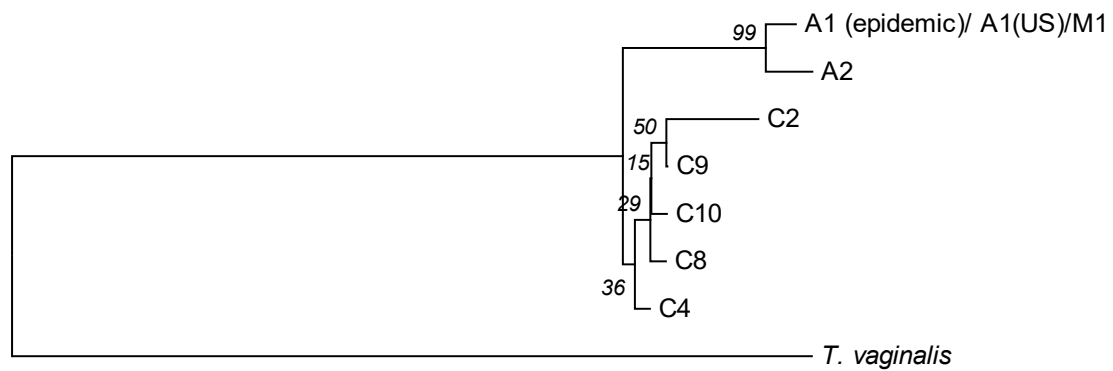 A1 (epidemic)/ A1(US)/M1
99
A2
C2
50
C9
15
C10
29
C8
36
C4
T. vaginalis